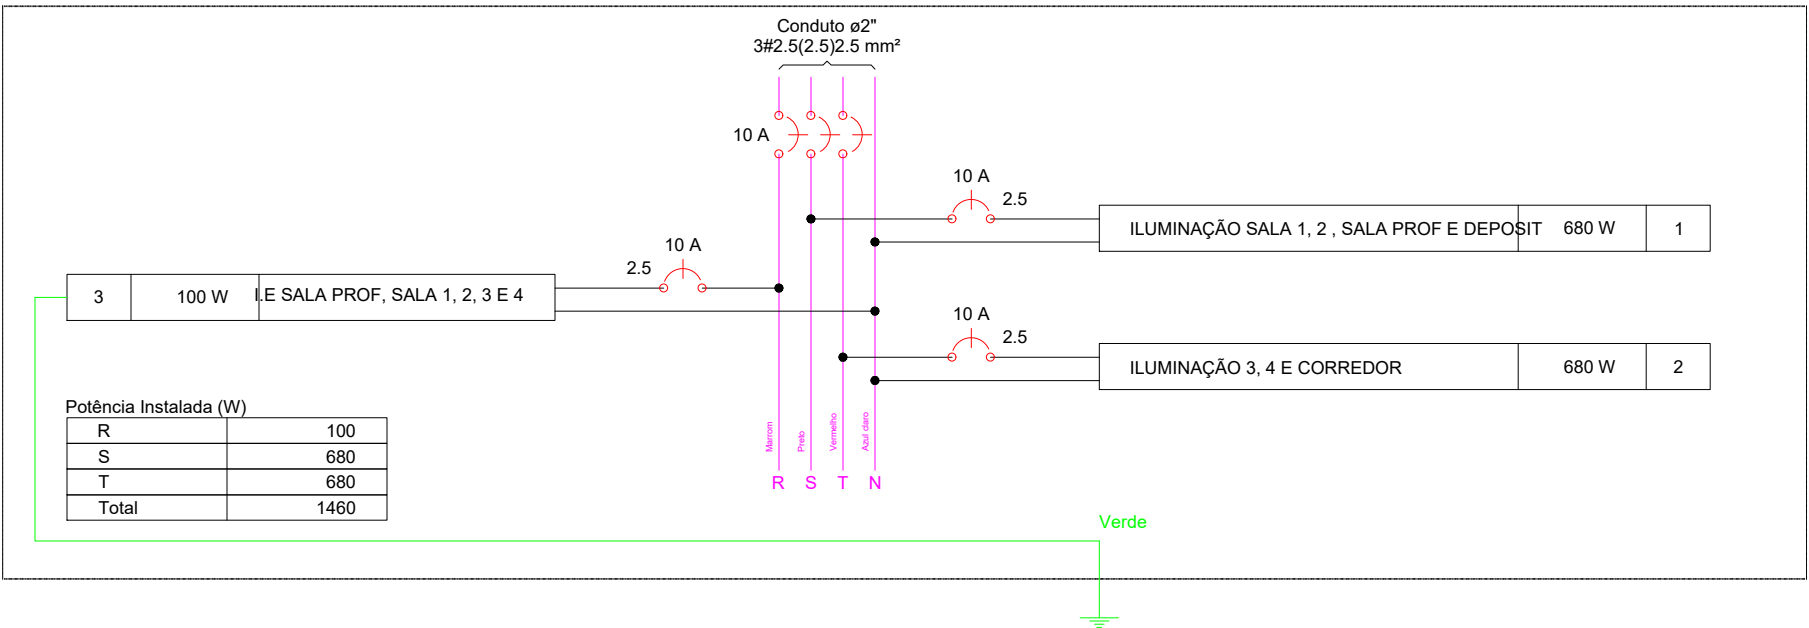 Conduto ø2"
3#2.5(2.5)2.5 mm²
10 A
10 A
2.5
ILUMINAÇÃO SALA 1, 2 , SALA PROF E DEPOSIT 680 W 1
10 A
2.5
3 100 W I.E SALA PROF, SALA 1, 2, 3 E 4
10 A
2.5
ILUMINAÇÃO 3, 4 E CORREDOR 680 W 2
Potência Instalada (W)
R 100
S 680
T 680
Total 1460
Marrom
Preto
Vermelho
Azul claro
R S T N
Verde